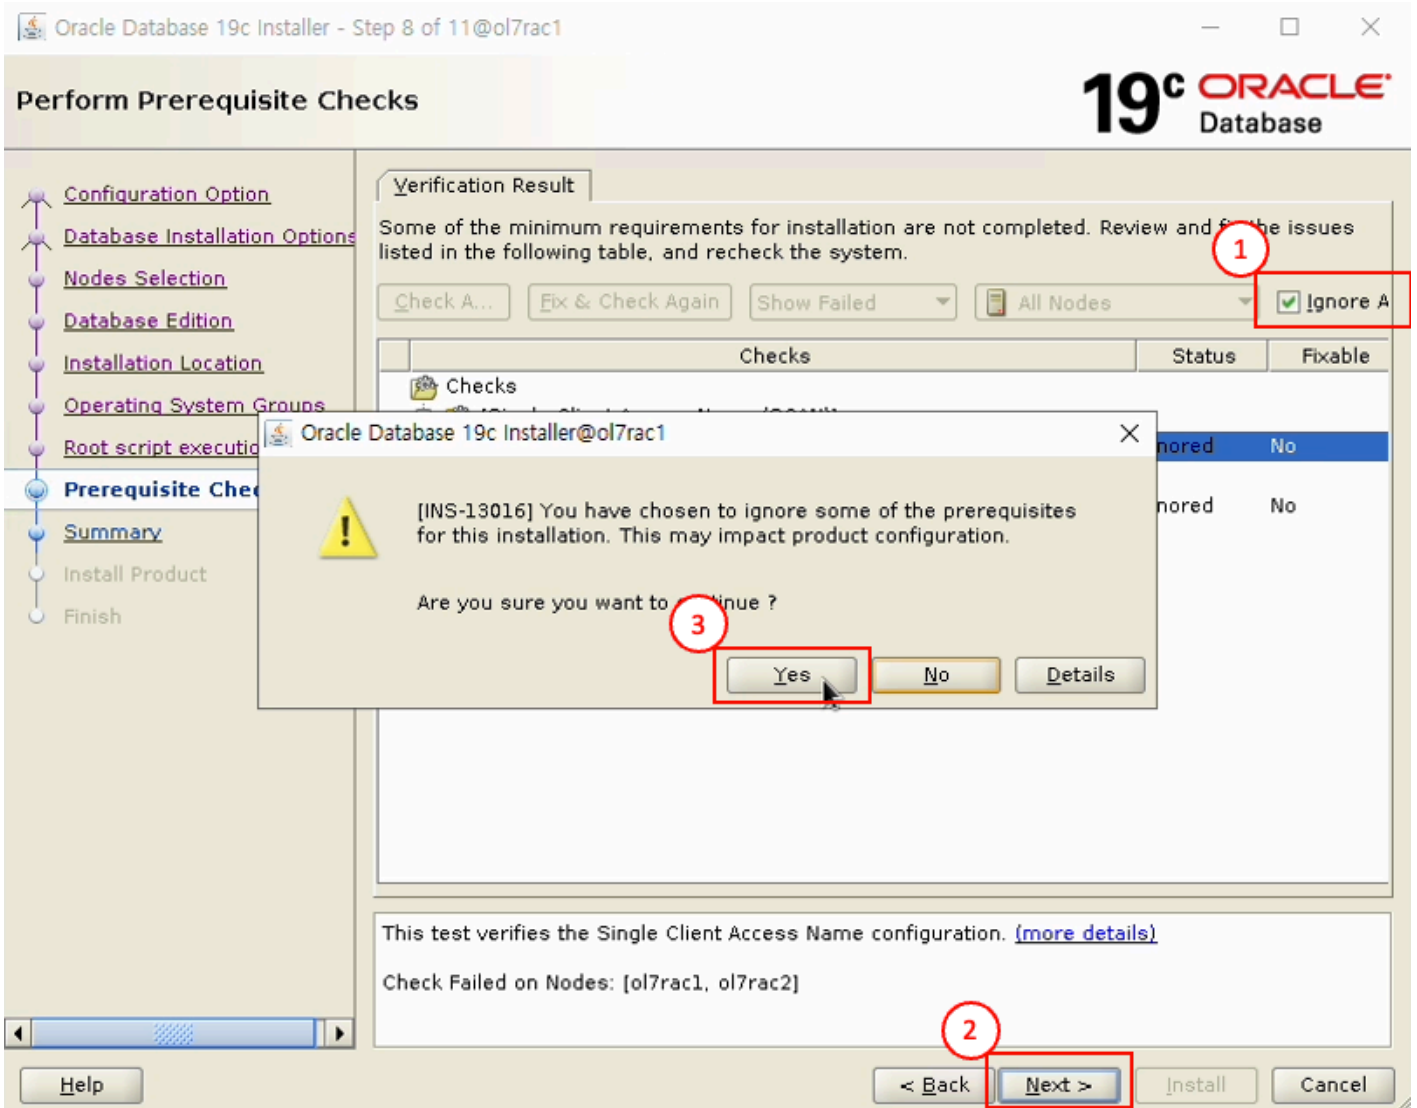 Oracle Database 19c Installer - Step 8 of 11@ol7rac1
Perform Prerequisite Checks
19c ORACLE
Database
Configuration Option
Database Installation Options
Nodes Selection
Database Edition
Installation Location
Operating System Groups
Root script executio
Prerequisite Chec
Summary
Install Product
Finish
Verification Result
Some of the minimum requirements for installation are not completed. Review and fix the issues
listed in the following table, and recheck the system.
1
Check A... Fix & Check Again Show Failed All Nodes Ignore A
Checks Status Fixable
Checks
nored No
nored No
Oracle Database 19c Installer@ol7rac1
[INS-13016] You have chosen to ignore some of the prerequisites
for this installation. This may impact product configuration.
Are you sure you want to continue ?
3
Yes No Details
This test verifies the Single Client Access Name configuration. (more details)
Check Failed on Nodes: [ol7rac1, ol7rac2]
2
Help < Back Next > Install Cancel